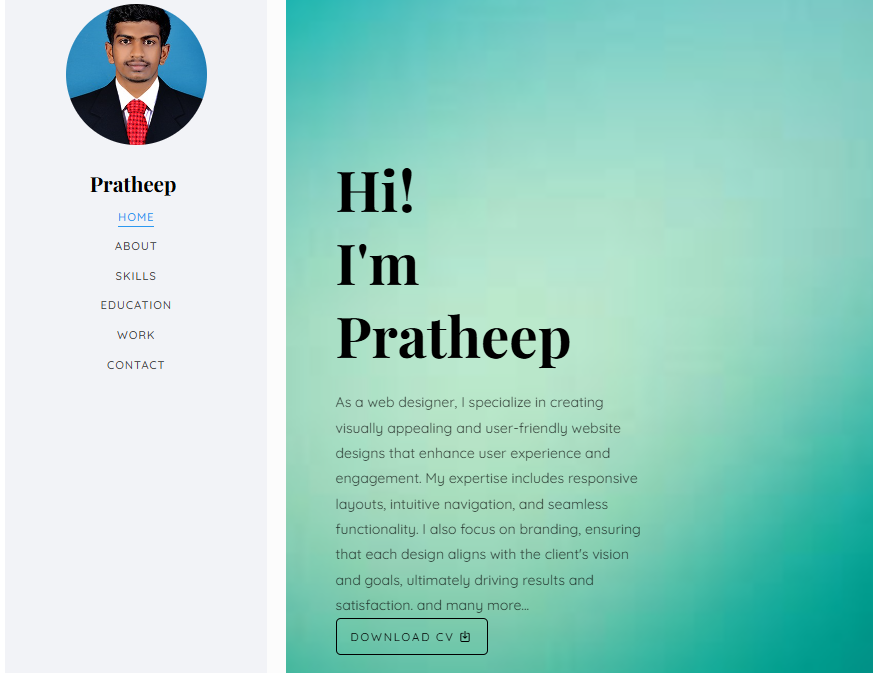 Pratheep
HOME
ABOUT
SKILLS
EDUCATION
WORK
CONTACT
Hi!
I'm
Pratheep
As a web designer, I specialize in creating
visually appealing and user-friendly website
designs that enhance user experience and
engagement. My expertise includes responsive
layouts, intuitive navigation, and seamless
functionality. I also focus on branding, ensuring
that each design aligns with the client's vision
and goals, ultimately driving results and
satisfaction. and many more...
DOWNLOAD CV